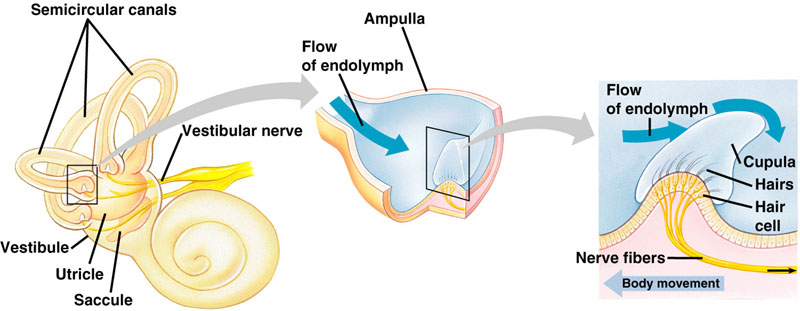 Semicircular canals
Vestibular nerve
Vestibule
Utricle
Saccule
Ampulla
Flow
of endolymph
Flow
of endolymph
Cupula
Hairs
Hair
cell
Nerve fibers
Body movement